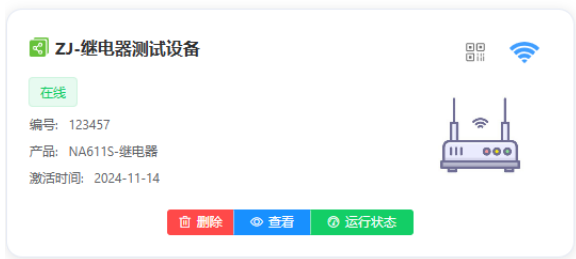 ZJ-继电器测试设备
在线
编号: 123457
产品: NA611S-继电器
激活时间: 2024-11-14
删除 查看 运行状态